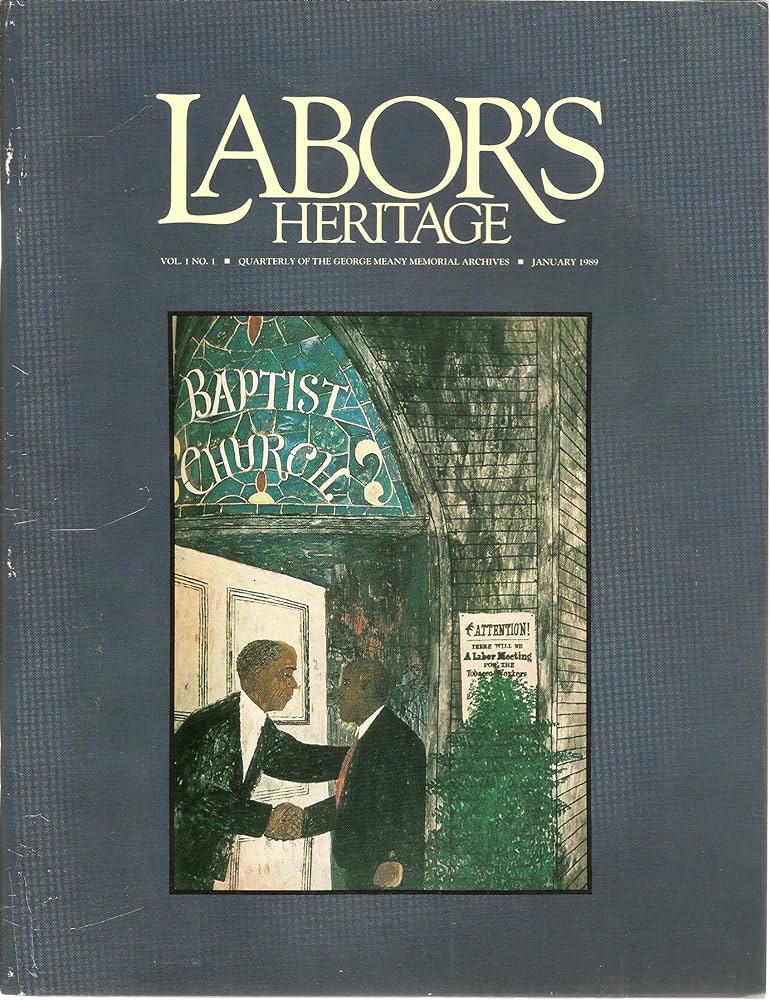 LABOR'S
HERITAGE
VOL. 1 NO. 1 ■ QUARTERLY OF THE GEORGE MEANY MEMORIAL ARCHIVES ■ JANUARY 1989
BAPTIST
CHURCH
ATTENTION!
THERE WILL BE
A Labor Meeting
FOR THE
Tobacco Workers